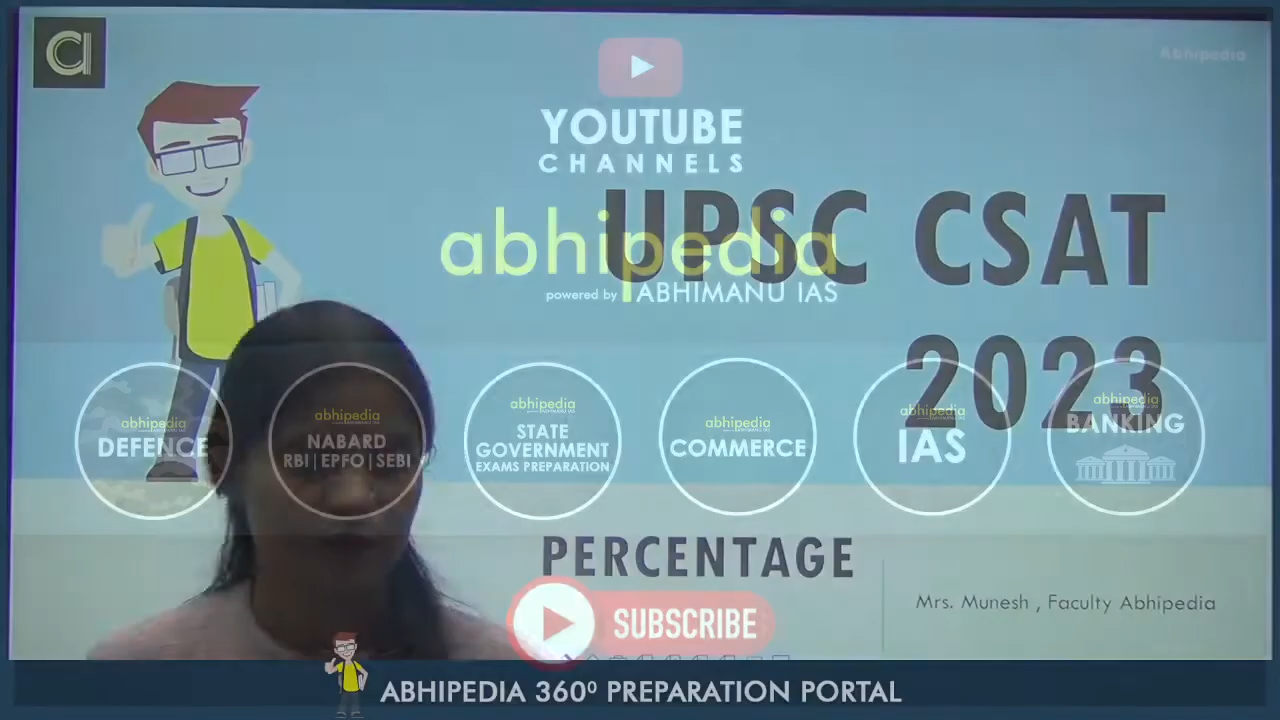 Abhipedia
YOUTUBE
CHANNELS
UPSC CSAT
abhipedia
powered by ABHIMANU IAS
2023
abhipedia
DEFENCE
abhipedia
NABARD
RBI|EPFO|SEBI
abhipedia
STATE
GOVERNMENT
EXAMS PREPARATION
abhipedia
COMMERCE
abhipedia
IAS
abhipedia
BANKING
PERCENTAGE
Mrs. Munesh , Faculty Abhipedia
SUBSCRIBE
ABHIPEDIA 360⁰ PREPARATION PORTAL